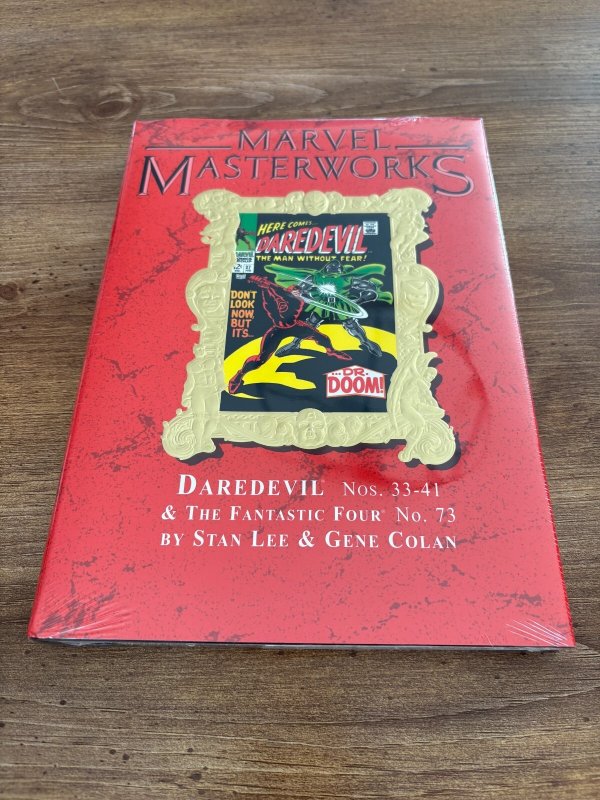 MARVEL
MASTERWORKS
HERE COMES...
DAREDEVIL
THE MAN WITHOUT FEAR!
37
DON'T
LOOK
NOW,
BUT
IT'S...
...DR.
DOOM!
DAREDEVIL NOS. 33-41
& THE FANTASTIC FOUR NO. 73
BY STAN LEE & GENE COLAN